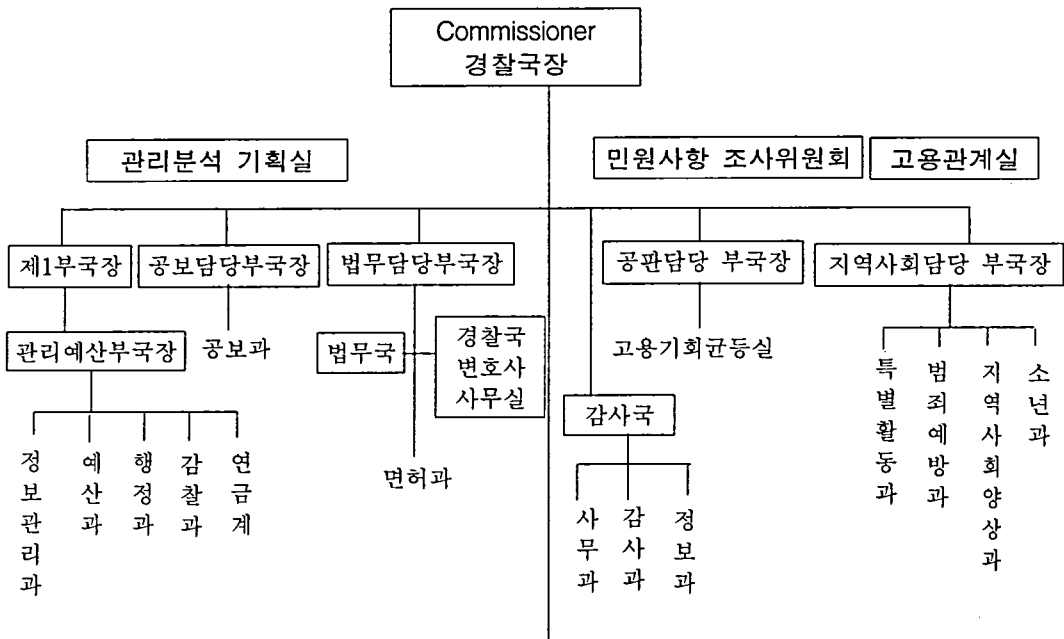 Commissioner
경찰국장
관리분석 기획실
민원사항 조사위원회
고용관계실
제1부국장
공보담당부국장
법무담당부국장
공판담당 부국장
지역사회담당 부국장
관리예산부국장
공보과
법무국
경찰국
변호사
사무실
고용기회균등실
특별활동과
범죄예방과
지역사회양상과
소년과
감사국
정보관리과
예산과
행정과
감찰과
연금계
면허과
사무과
감사과
정보과